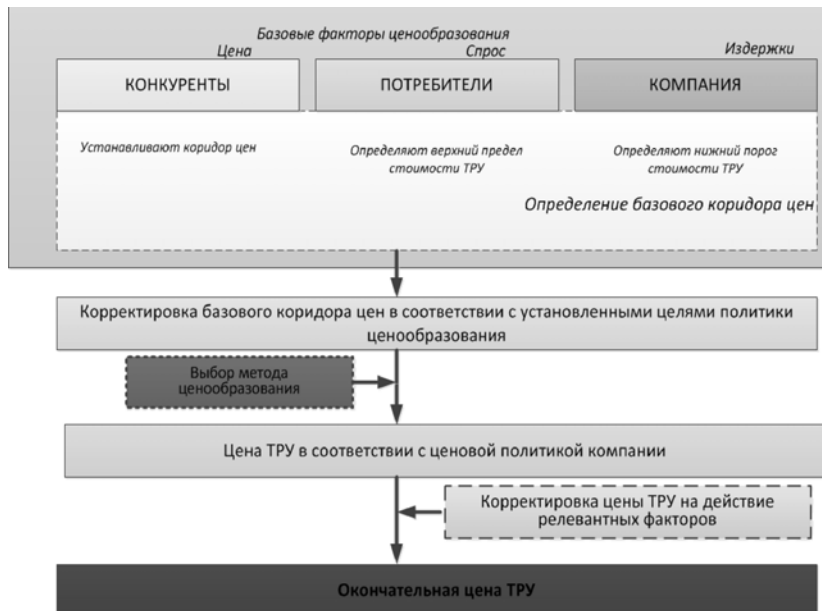 Базовые факторы ценообразования
Цена
Спрос
Издержки
КОНКУРЕНТЫ
ПОТРЕБИТЕЛИ
КОМПАНИЯ
Устанавливают коридор цен
Определяют верхний предел
стоимости ТРУ
Определяют нижний порог
стоимости ТРУ
Определение базового коридора цен
Корректировка базового коридора цен в соответствии с установленными целями политики
ценообразования
Выбор метода
ценообразования
Цена ТРУ в соответствии с ценовой политикой компании
Корректировка цены ТРУ на действие
релевантных факторов
Окончательная цена ТРУ